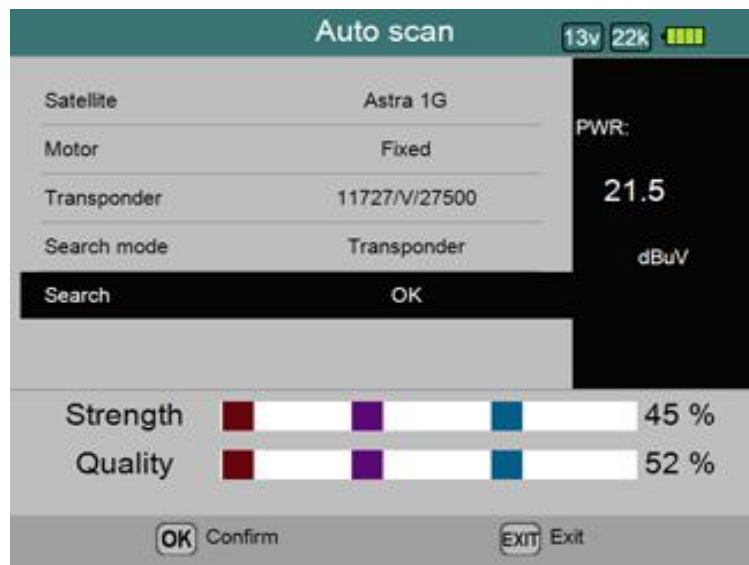 Auto scan 13v 22k
Satellite Astra 1G
Motor Fixed
Transponder 11727/V/27500
Search mode Transponder
Search OK
PWR:
21.5
dBuV
Strength 45 %
Quality 52 %
OK Confirm EXIT Exit